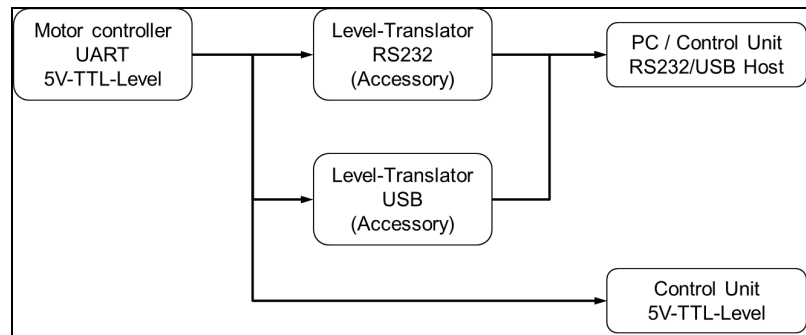 Motor controller
UART
5V-TTL-Level
Level-Translator
RS232
(Accessory)
PC / Control Unit
RS232/USB Host
Level-Translator
USB
(Accessory)
Control Unit
5V-TTL-Level